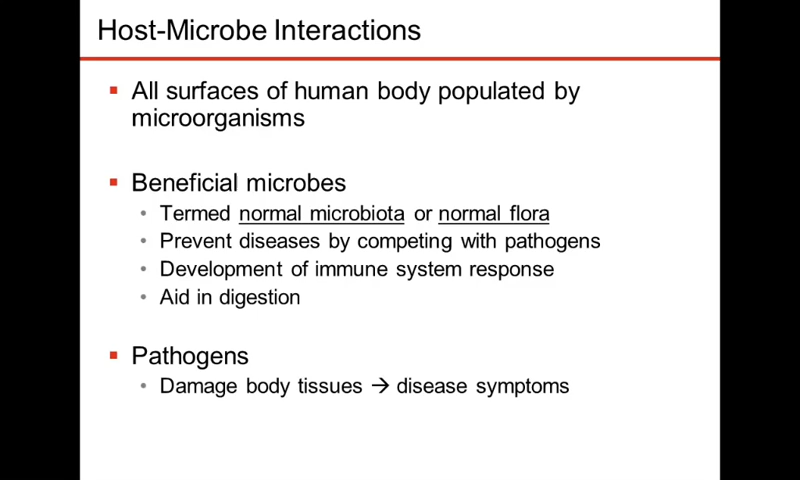 Host-Microbe Interactions
▪ All surfaces of human body populated by
microorganisms
▪ Beneficial microbes
• Termed normal microbiota or normal flora
• Prevent diseases by competing with pathogens
• Development of immune system response
• Aid in digestion
▪ Pathogens
• Damage body tissues → disease symptoms